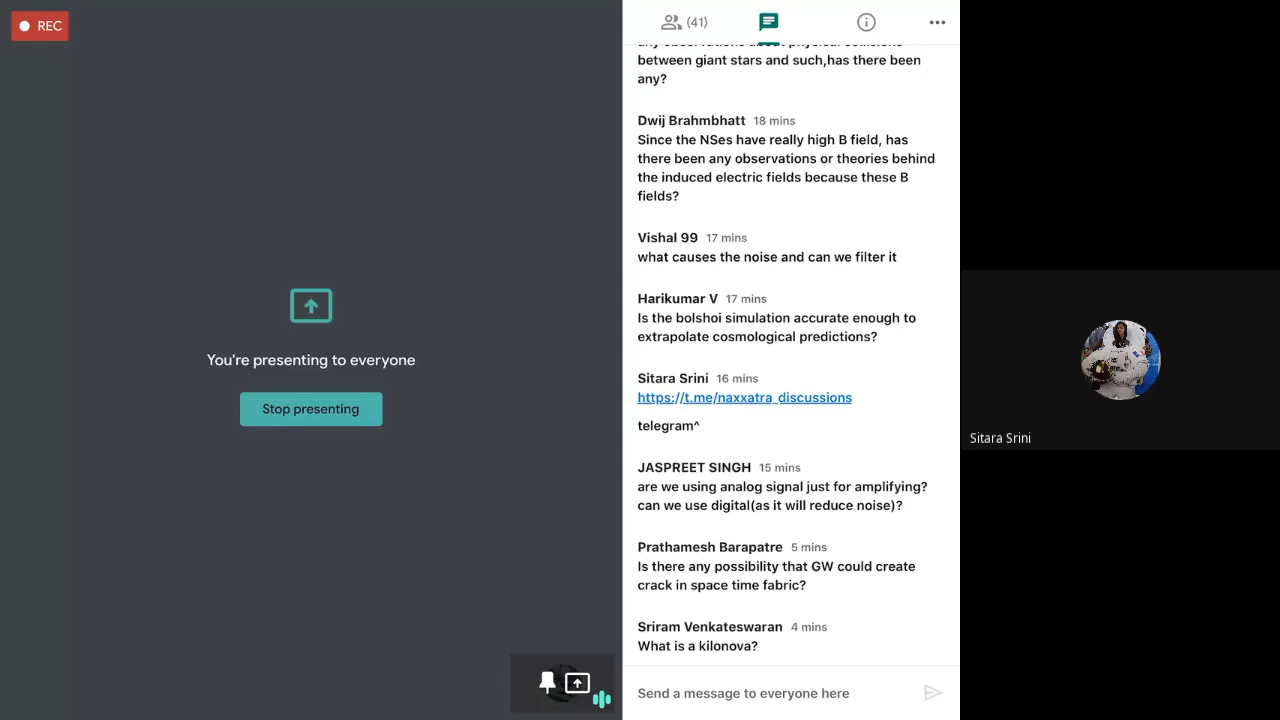 REC
(41)
any observations about physical collisions
between giant stars and such,has there been
any?
Dwij Brahmbhatt 18 mins
Since the NSes have really high B field, has
there been any observations or theories behind
the induced electric fields because these B
fields?
Vishal 99 17 mins
what causes the noise and can we filter it
Harikumar V 17 mins
Is the bolshoi simulation accurate enough to
extrapolate cosmological predictions?
Sitara Srini 16 mins
https://t.me/naxxatra_discussions
telegram^
JASPREET SINGH 15 mins
are we using analog signal just for amplifying?
can we use digital(as it will reduce noise)?
Prathamesh Barapatre 5 mins
Is there any possibility that GW could create
crack in space time fabric?
Sriram Venkateswaran 4 mins
What is a kilonova?
Send a message to everyone here
You're presenting to everyone
Stop presenting
Sitara Srini